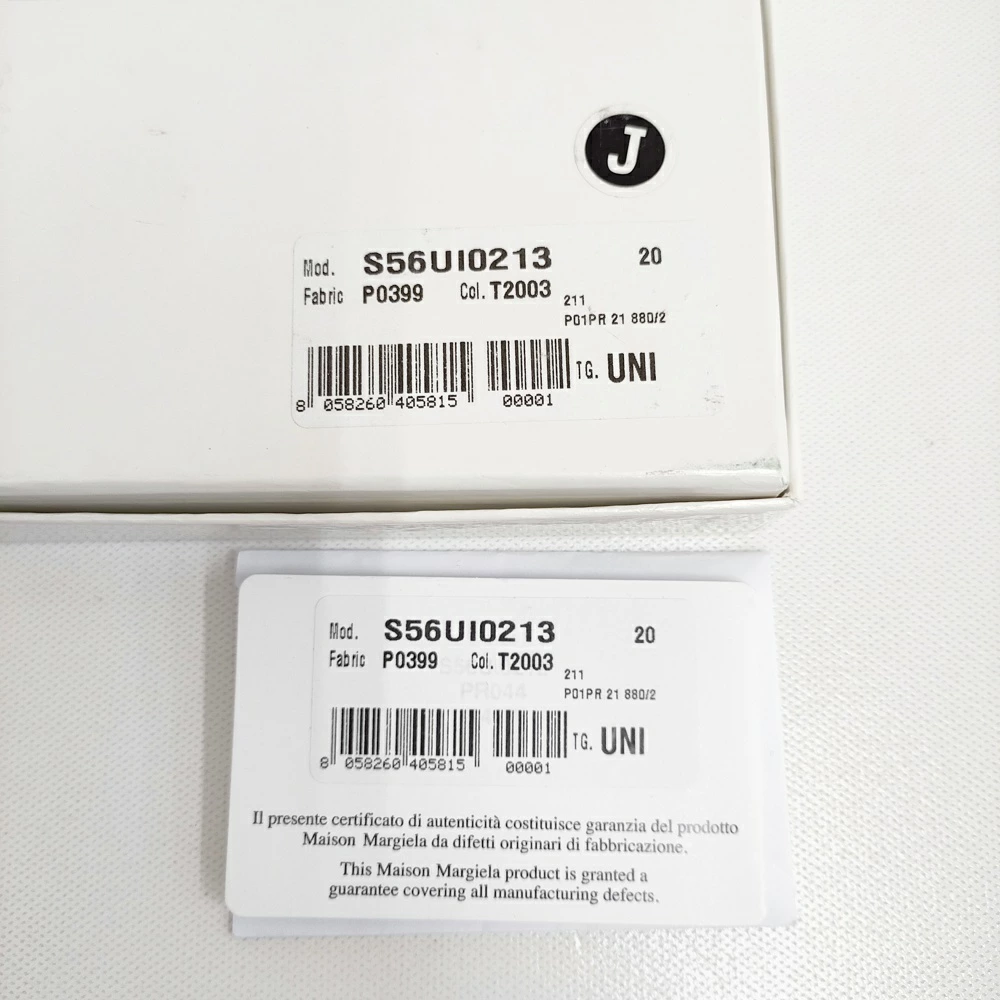 J
Mod. S56UI0213 20
Fabric P0399 Col. T2003 211
P01PR 21 880/2
TG. UNI
8 058260 405815 00001
Mod. S56UI0213 20
Fabric P0399 Col. T2003 211
PR044
P01PR 21 880/2
TG. UNI
8 058260 405815 00001
Il presente certificato di autenticità costituisce garanzia del prodotto
Maison Margiela da difetti originari di fabbricazione.
This Maison Margiela product is granted a
guarantee covering all manufacturing defects.